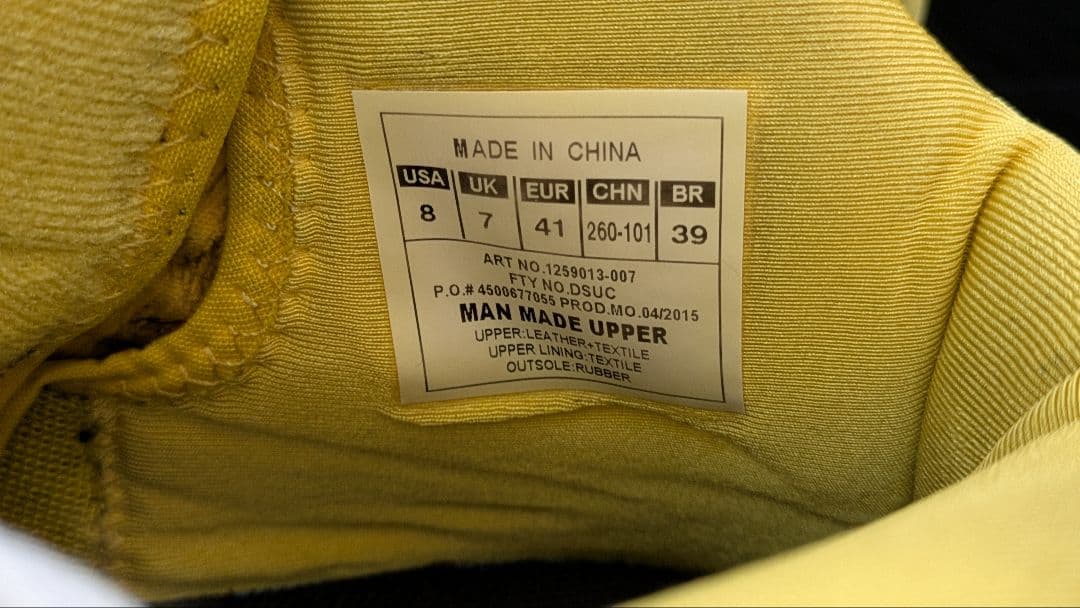 MADE IN CHINA
USA UK EUR CHN BR
8 7 41 260-101 39
ART NO.1259013-007
FTY NO.DSUC
P.O.# 4500677055 PROD.MO.04/2015
MAN MADE UPPER
UPPER:LEATHER+TEXTILE
UPPER LINING:TEXTILE
OUTSOLE:RUBBER